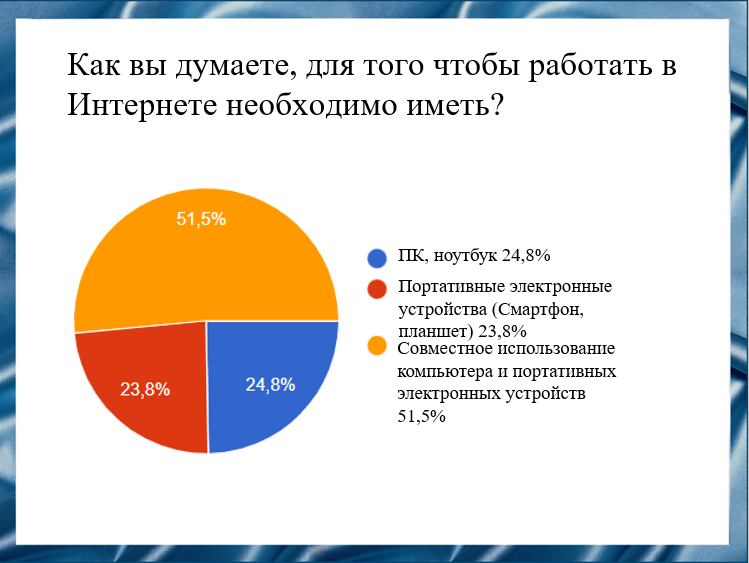 Как вы думаете, для того чтобы работать в
Интернете необходимо иметь?
51,5%
23,8%
24,8%
ПК, ноутбук 24,8%
Портативные электронные
устройства (Смартфон,
планшет) 23,8%
Совместное использование
компьютера и портативных
электронных устройств
51,5%